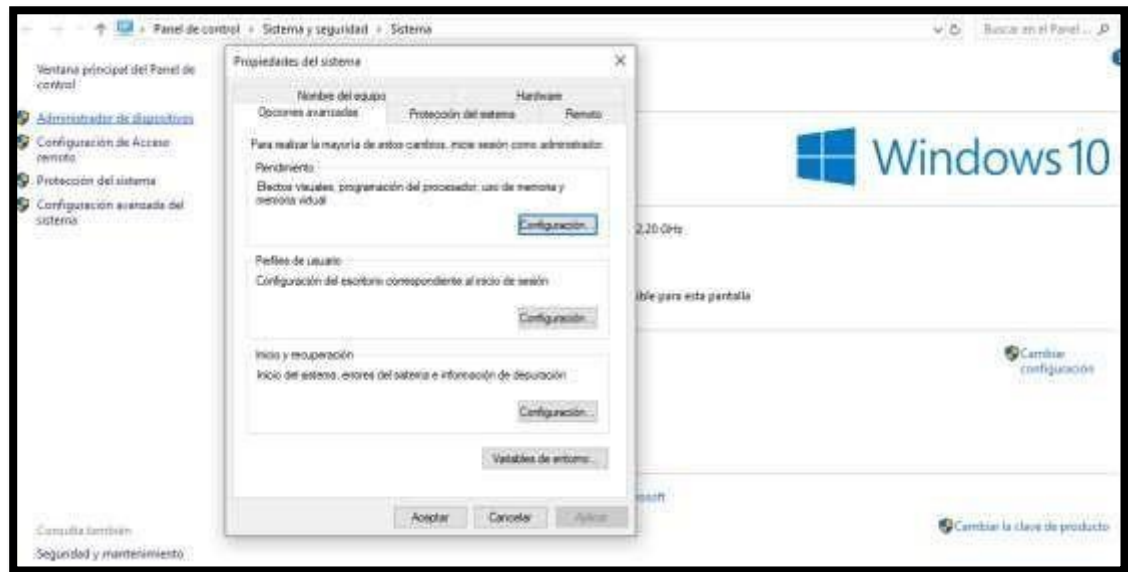 Panel de control › Sistema y seguridad › Sistema
Buscar en el Panel ...
Ventana principal del Panel de
control
Administrador de dispositivos
Configuración de Acceso
remoto
Protección del sistema
Configuración avanzada del
sistema
Propiedades del sistema
Nombre del equipo
Hardware
Opciones avanzadas
Protección del sistema
Remoto
Para realizar la mayoría de estos cambios, inicie sesión como administrador.
Rendimiento
Efectos visuales, programación del procesador, uso de memoria y
memoria virtual
Configuración...
Perfiles de usuario
Configuración del escritorio correspondiente al inicio de sesión
Configuración...
Inicio y recuperación
Inicio del sistema, errores del sistema e información de depuración
Configuración...
Variables de entorno...
Aceptar
Cancelar
Aplicar
Windows 10
2,20 GHz
ible para esta pantalla
Cambiar
configuración
osoft
Cambiar la clave de producto
Consulta también
Seguridad y mantenimiento